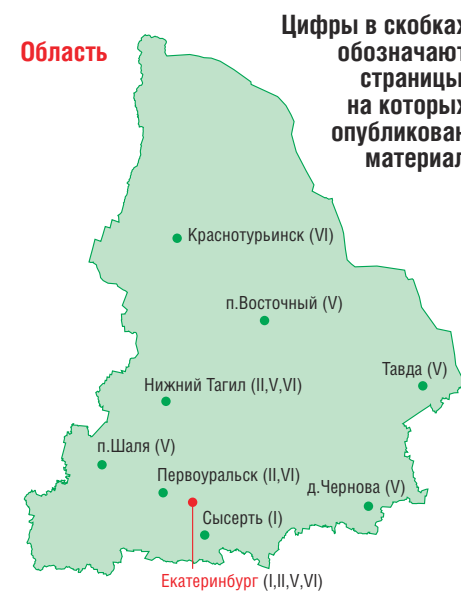 Область
Цифры в скобках
обозначают
страницы,
на которых
опубликован
материал
Краснотурьинск (VI)
п.Восточный (V)
Тавда (V)
Нижний Тагил (II,V,VI)
п.Шаля (V)
Первоуральск (II,VI)
д.Чернова (V)
Сысерть (I)
Екатеринбург (I,II,V,VI)